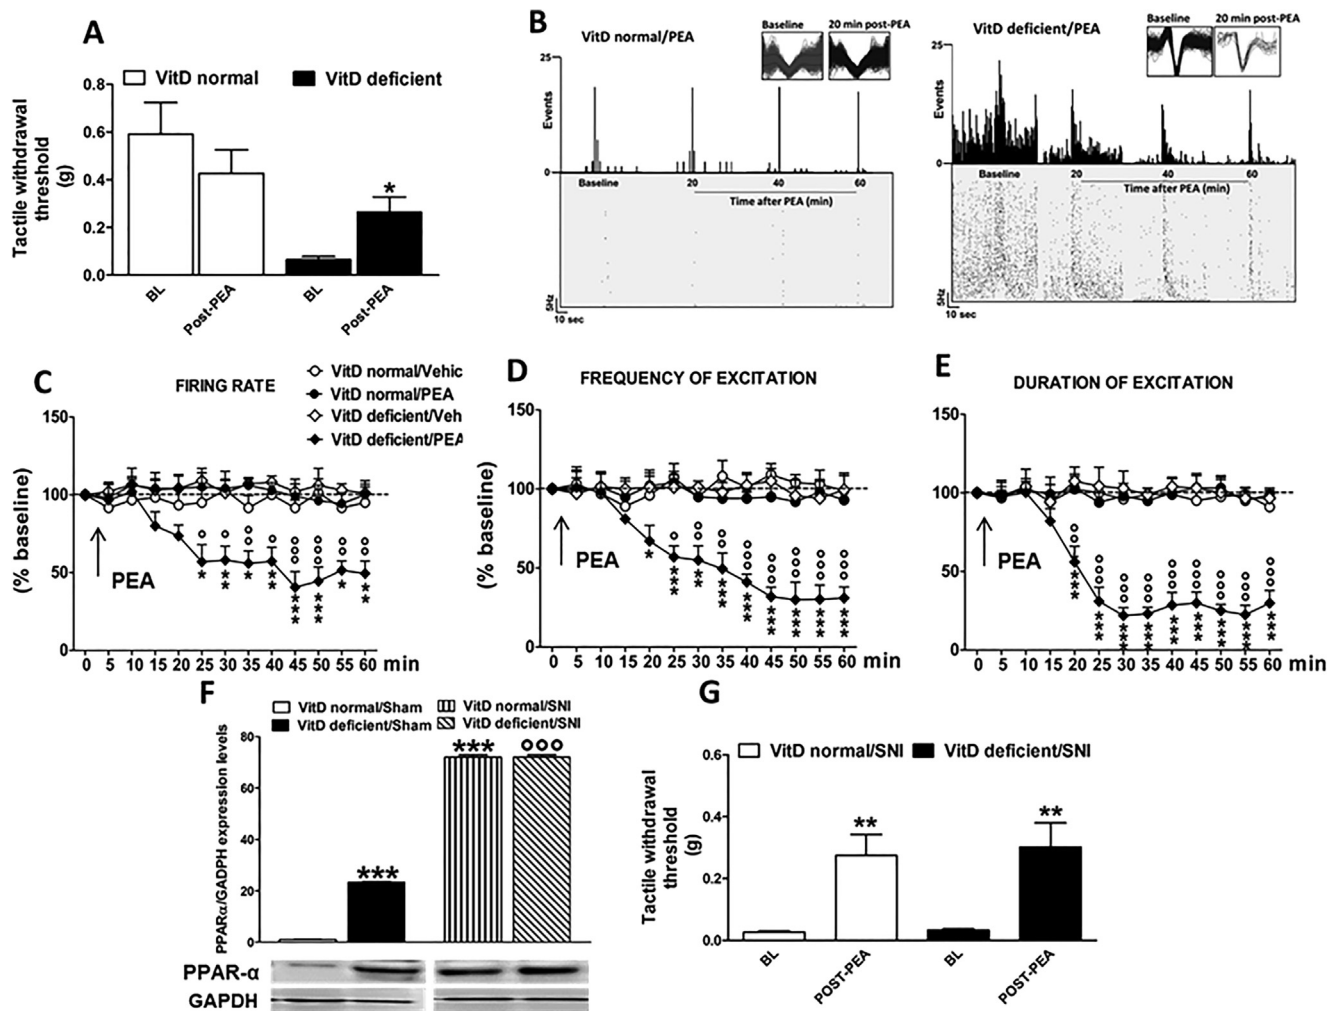 A
VitD normal
VitD deficient
Tactile withdrawal
threshold
(g)
0.8
0.6
0.4
0.2
0.0
*
BL
Post-PEA
BL
Post-PEA
B
VitD normal/PEA
Baseline
20 min post-PEA
25
Events
0
Baseline
20
40
60
Time after PEA (min)
5Hz
10 sec
VitD deficient/PEA
Baseline
20 min post-PEA
25
Events
0
Baseline
20
40
60
Time after PEA (min)
5Hz
10 sec
C
FIRING RATE
VitD normal/Vehic
VitD normal/PEA
VitD deficient/Veh
VitD deficient/PEA
(% baseline)
150
100
50
0
PEA
0 5 10 15 20 25 30 35 40 45 50 55 60 min
D
FREQUENCY OF EXCITATION
(% baseline)
150
100
50
0
PEA
0 5 10 15 20 25 30 35 40 45 50 55 60 min
E
DURATION OF EXCITATION
150
100
50
0
PEA
0 5 10 15 20 25 30 35 40 45 50 55 60 min
F
VitD normal/Sham
VitD deficient/Sham
VitD normal/SNI
VitD deficient/SNI
PPARα/GADPH expression levels
80
60
40
20
0
***
***
°°°
PPAR-α
GAPDH
G
VitD normal/SNI
VitD deficient/SNI
Tactile withdrawal
threshold
(g)
0.6
0.4
0.2
0.0
**
**
BL
POST-PEA
BL
POST-PEA